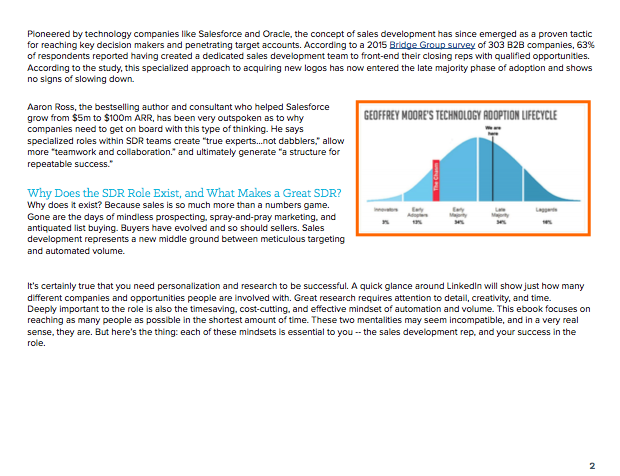 Pioneered by technology companies like Salesforce and Oracle, the concept of sales development has since emerged as a proven tactic
for reaching key decision makers and penetrating target accounts. According to a 2015 Bridge Group survey of 303 B2B companies, 63%
of respondents reported having created a dedicated sales development team to front-end their closing reps with qualified opportunities.
According to the study, this specialized approach to acquiring new logos has now entered the late majority phase of adoption and shows
no signs of slowing down.
Aaron Ross, the bestselling author and consultant who helped Salesforce
grow from $5m to $100m ARR, has been very outspoken as to why
companies need to get on board with this type of thinking. He says
specialized roles within SDR teams create “true experts...not dabblers,” allow
more “teamwork and collaboration.” and ultimately generate “a structure for
repeatable success.”
GEOFFREY MOORE'S TECHNOLOGY ADOPTION LIFECYCLE
We are
here
The Chasm
Innovators
Early
Adopters
Early
Majority
Late
Majority
Laggards
34%
34%
16%
Why Does the SDR Role Exist, and What Makes a Great SDR?
Why does it exist? Because sales is so much more than a numbers game.
Gone are the days of mindless prospecting, spray-and-pray marketing, and
antiquated list buying. Buyers have evolved and so should sellers. Sales
development represents a new middle ground between meticulous targeting
and automated volume.
It's certainly true that you need personalization and research to be successful. A quick glance around LinkedIn will show just how many
different companies and opportunities people are involved with. Great research requires attention to detail, creativity, and time.
Deeply important to the role is also the timesaving, cost-cutting, and effective mindset of automation and volume. This ebook focuses on
reaching as many people as possible in the shortest amount of time. These two mentalities may seem incompatible, and in a very real
sense, they are. But here's the thing: each of these mindsets is essential to you -- the sales development rep, and your success in the
role.
2